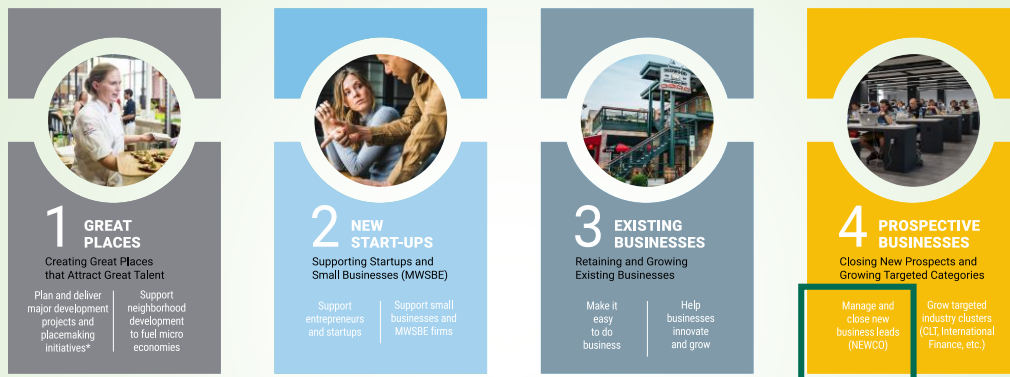 1 GREAT
PLACES
Creating Great Places
that Attract Great Talent
Plan and deliver
major development
projects and
placemaking
initiatives*
Support
neighborhood
development
to fuel micro
economies
2 NEW
START-UPS
Supporting Startups and
Small Businesses (MWSBE)
Support
entrepreneurs
and startups
Support small
businesses and
MWSBE firms
3 EXISTING
BUSINESSES
Retaining and Growing
Existing Businesses
Make it
easy
to do
business
Help
businesses
innovate
and grow
4 PROSPECTIVE
BUSINESSES
Closing New Prospects and
Growing Targeted Categories
Manage and
close new
business leads
(NEWCO)
Grow targeted
industry clusters
(CLT, International
Finance, etc.)